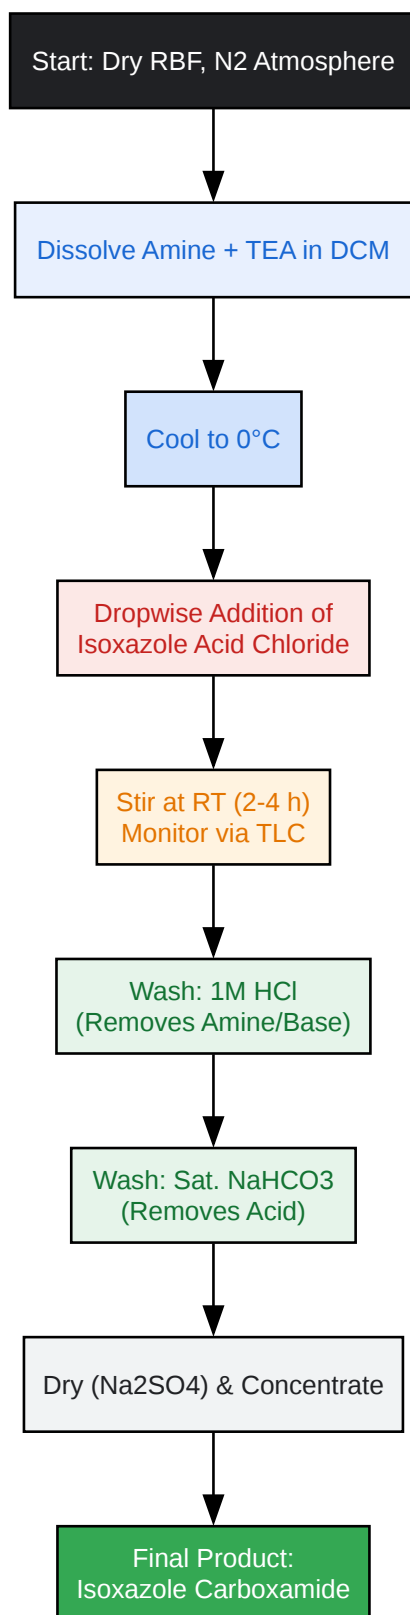 Start: Dry RBF, N2 Atmosphere
Dissolve Amine + TEA in DCM
Cool to 0°C
Dropwise Addition of
Isoxazole Acid Chloride
Stir at RT (2-4 h)
Monitor via TLC
Wash: 1M HCl
(Removes Amine/Base)
Wash: Sat. NaHCO3
(Removes Acid)
Dry (Na2SO4) & Concentrate
Final Product:
Isoxazole Carboxamide